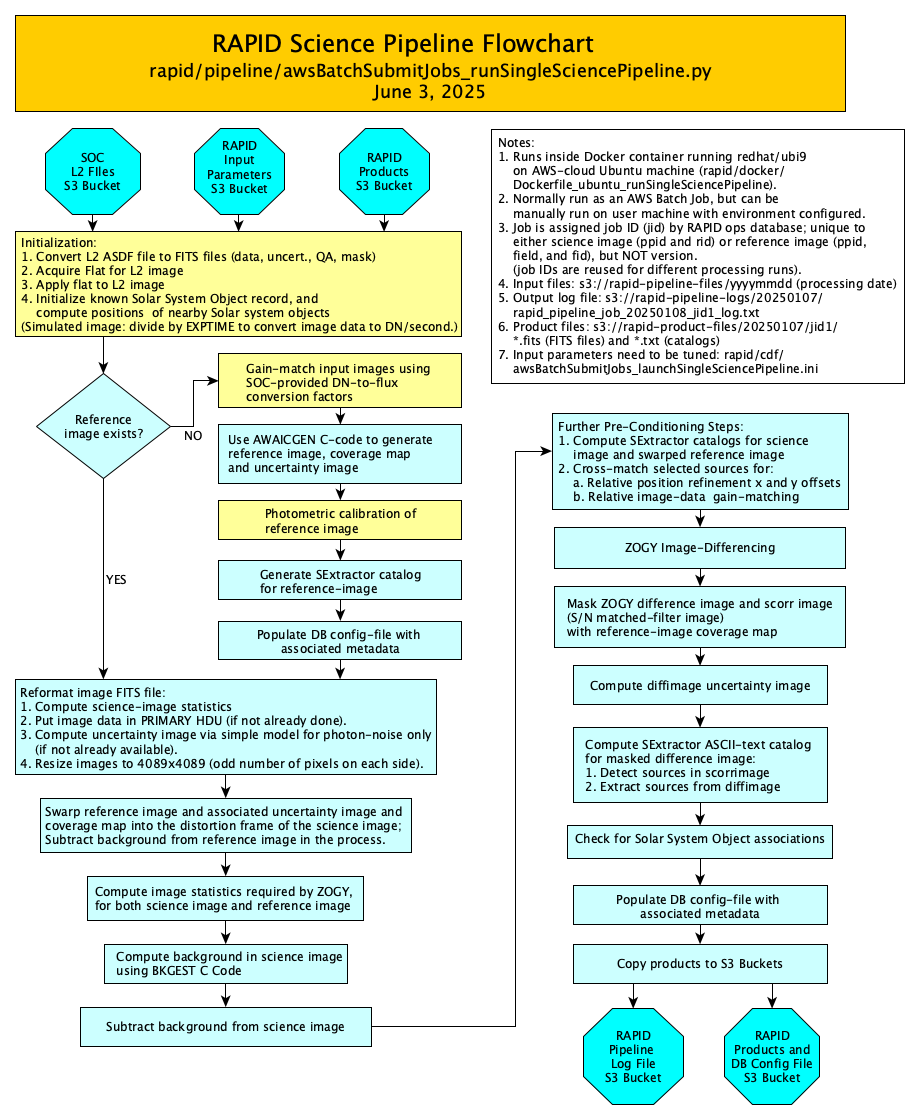 RAPID Science Pipeline Flowchart
rapid/pipeline/awsBatchSubmitJobs_runSingleSciencePipeline.py
June 3, 2025
SOC
L2 FIles
S3 Bucket
RAPID
Input
Parameters
S3 Bucket
RAPID
Products
S3 Bucket
Notes:
1. Runs inside Docker container running redhat/ubi9
on AWS-cloud Ubuntu machine (rapid/docker/
Dockerfile_ubuntu_runSingleSciencePipeline).
2. Normally run as an AWS Batch Job, but can be
manually run on user machine with environment configured.
3. Job is assigned job ID (jid) by RAPID ops database; unique to
either science image (ppid and rid) or reference image (ppid,
field, and fid), but NOT version.
(job IDs are reused for different processing runs).
4. Input files: s3://rapid-pipeline-files/yyyymmdd (processing date)
5. Output log file: s3://rapid-pipeline-logs/20250107/
rapid_pipeline_job_20250108_jid1_log.txt
6. Product files: s3://rapid-product-files/20250107/jid1/
*.fits (FITS files) and *.txt (catalogs)
7. Input parameters need to be tuned: rapid/cdf/
awsBatchSubmitJobs_launchSingleSciencePipeline.ini
Initialization:
1. Convert L2 ASDF file to FITS files (data, uncert., QA, mask)
2. Acquire Flat for L2 image
3. Apply flat to L2 image
4. Initialize known Solar System Object record, and
compute positions of nearby Solar system objects
(Simulated image: divide by EXPTIME to convert image data to DN/second.)
Reference
image exists?
NO
YES
Gain-match input images using
SOC-provided DN-to-flux
conversion factors
Use AWAICGEN C-code to generate
reference image, coverage map
and uncertainty image
Photometric calibration of
reference image
Generate SExtractor catalog
for reference-image
Populate DB config-file with
associated metadata
Reformat image FITS file:
1. Compute science-image statistics
2. Put image data in PRIMARY HDU (if not already done).
3. Compute uncertainty image via simple model for photon-noise only
(if not already available).
4. Resize images to 4089x4089 (odd number of pixels on each side).
Swarp reference image and associated uncertainty image and
coverage map into the distortion frame of the science image;
Subtract background from reference image in the process.
Compute image statistics required by ZOGY,
for both science image and reference image
Compute background in science image
using BKGEST C Code
Subtract background from science image
Further Pre-Conditioning Steps:
1. Compute SExtractor catalogs for science
image and swarped reference image
2. Cross-match selected sources for:
a. Relative position refinement x and y offsets
b. Relative image-data gain-matching
ZOGY Image-Differencing
Mask ZOGY difference image and scorr image
(S/N matched-filter image)
with reference-image coverage map
Compute diffimage uncertainty image
Compute SExtractor ASCII-text catalog
for masked difference image:
1. Detect sources in scorrimage
2. Extract sources from diffimage
Check for Solar System Object associations
Populate DB config-file with
associated metadata
Copy products to S3 Buckets
RAPID
Pipeline
Log File
S3 Bucket
RAPID
Products and
DB Config File
S3 Bucket